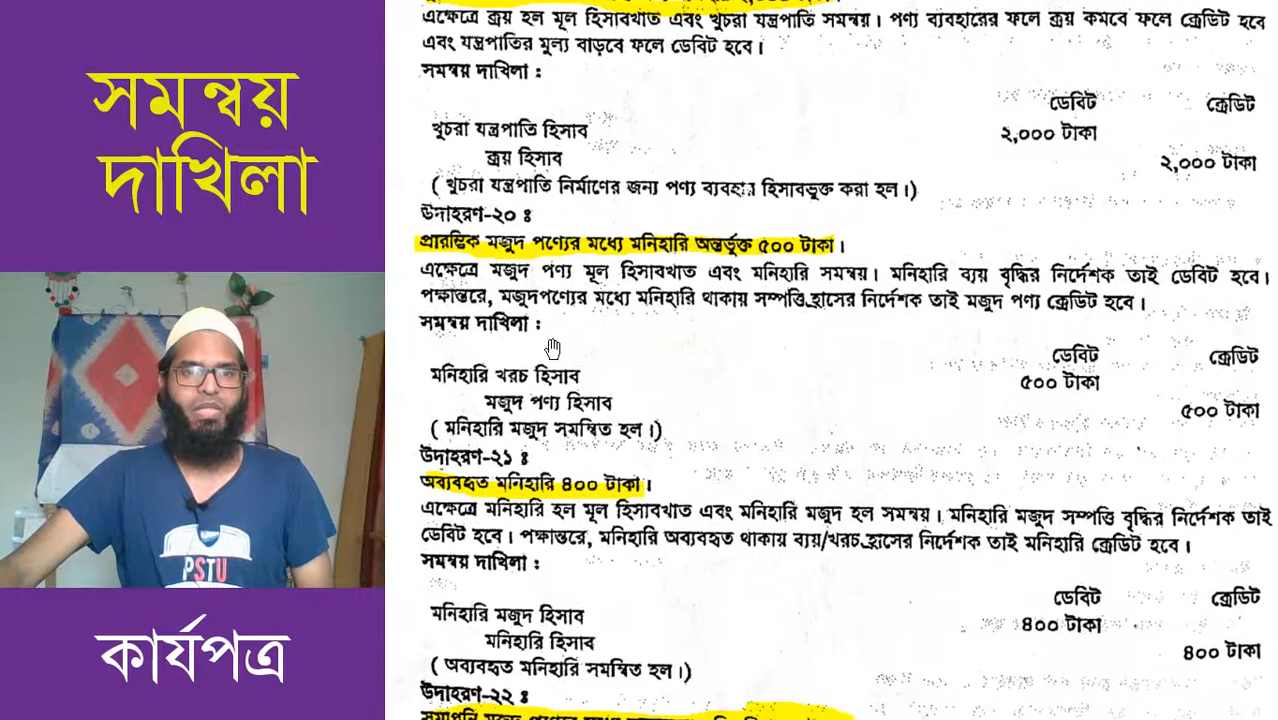 সমন্বয়
দাখিলা
PSTU
কার্যপত্র
এক্ষেত্রে ক্রয় হল মূল হিসাবখাত এবং খুচরা যন্ত্রপাতি সমন্বয়। পণ্য ব্যবহারের ফলে ক্রয় কমবে ফলে ক্রেডিট হবে
এবং যন্ত্রপাতির মুল্য বাড়বে ফলে ডেবিট হবে।
সমন্বয় দাখিলা :
ডেবিট ক্রেডিট
খুচরা যন্ত্রপাতি হিসাব ২,০০০ টাকা
ক্রয় হিসাব ২,০০০ টাকা
( খুচরা যন্ত্রপাতি নির্মাণের জন্য পণ্য ব্যবহার হিসাবভূক্ত করা হল।)
উদাহরণ-২০ ঃ
প্রারম্ভিক মজুদ পণ্যের মধ্যে মনিহারি অন্তর্ভুক্ত ৫০০ টাকা।
এক্ষেত্রে মজুদ পণ্য মূল হিসাবখাত এবং মনিহারি সমন্বয়। মনিহারি ব্যয় বৃদ্ধির নির্দেশক তাই ডেবিট হবে।
পক্ষান্তরে, মজুদপণ্যের মধ্যে মনিহারি থাকায় সম্পত্তি হ্রাসের নির্দেশক তাই মজুদ পণ্য ক্রেডিট হবে।
সমন্বয় দাখিলা :
ডেবিট ক্রেডিট
মনিহারি খরচ হিসাব ৫০০ টাকা
মজুদ পণ্য হিসাব ৫০০ টাকা
( মনিহারি মজুদ সমন্বিত হল।)
উদাহরণ-২১ ঃ
অব্যবহৃত মনিহারি ৪০০ টাকা।
এক্ষেত্রে মনিহারি হল মূল হিসাবখাত এবং মনিহারি মজুদ হল সমন্বয়। মনিহারি মজুদ সম্পত্তি বৃদ্ধির নির্দেশক তাই
ডেবিট হবে। পক্ষান্তরে, মনিহারি অব্যবহৃত থাকায় ব্যয়/খরচ হ্রাসের নির্দেশক তাই মনিহারি ক্রেডিট হবে।
সমন্বয় দাখিলা :
ডেবিট ক্রেডিট
মনিহারি মজুদ হিসাব ৪০০ টাকা
মনিহারি হিসাব ৪০০ টাকা
( অব্যবহৃত মনিহারি সমন্বিত হল।)
উদাহরণ-২২ ঃ